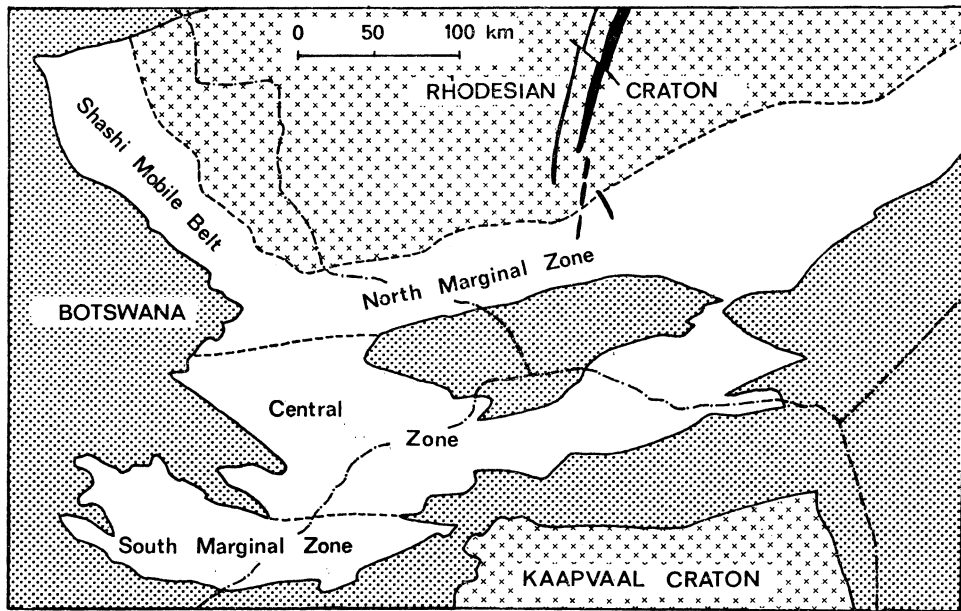 0 50 100 km
RHODESIAN CRATON
Shashi Mobile Belt
North Marginal Zone
BOTSWANA
Central
Zone
South Marginal Zone
KAAPVAAL CRATON